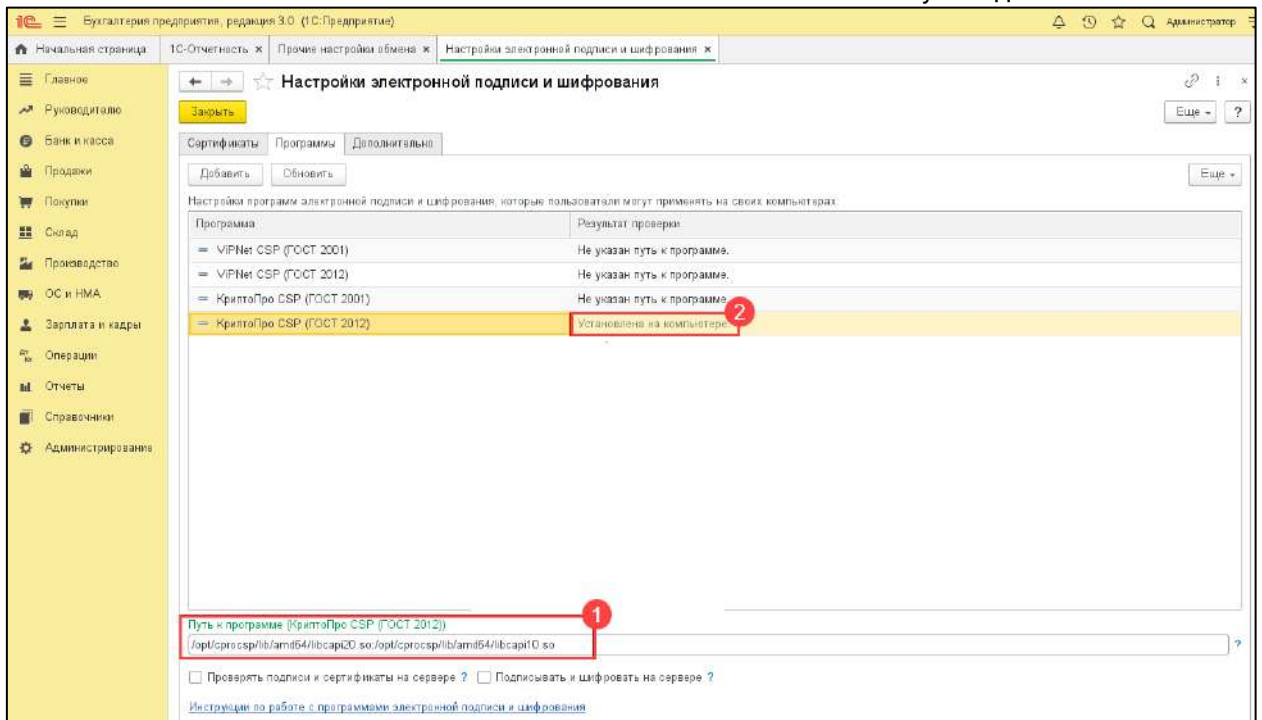 1С Бухгалтерия предприятия, редакция 3.0 (1С:Предприятие) Администратор
Начальная страница 1С-Отчетность × Прочие настройки обмена × Настройки электронной подписи и шифрования ×
Главное
Руководителю
Банк и касса
Продажи
Покупки
Склад
Производство
ОС и НМА
Зарплата и кадры
Операции
Отчеты
Справочники
Администрирование
Настройки электронной подписи и шифрования
Закрыть Еще ?
Сертификаты Программы Дополнительно
Добавить Обновить Еще
Настройки программ электронной подписи и шифрования, которые пользователи могут применять на своих компьютерах
Программа Результат проверки
ViPNet CSP (ГОСТ 2001) Не указан путь к программе.
ViPNet CSP (ГОСТ 2012) Не указан путь к программе.
КриптоПро CSP (ГОСТ 2001) Не указан путь к программе.
КриптоПро CSP (ГОСТ 2012) Установлена на компьютере. 2
1
Путь к программе (КриптоПро CSP (ГОСТ 2012))
/opt/cprocsp/lib/amd64/libcapi20.so:/opt/cprocsp/lib/amd64/libcapi10.so ?
Проверять подписи и сертификаты на сервере ? Подписывать и шифровать на сервере ?
Инструкции по работе с программами электронной подписи и шифрования